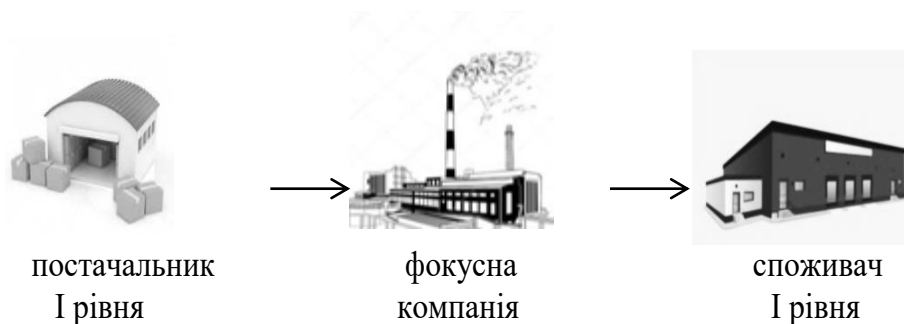 постачальник фокусна споживач
І рівня компанія І рівня